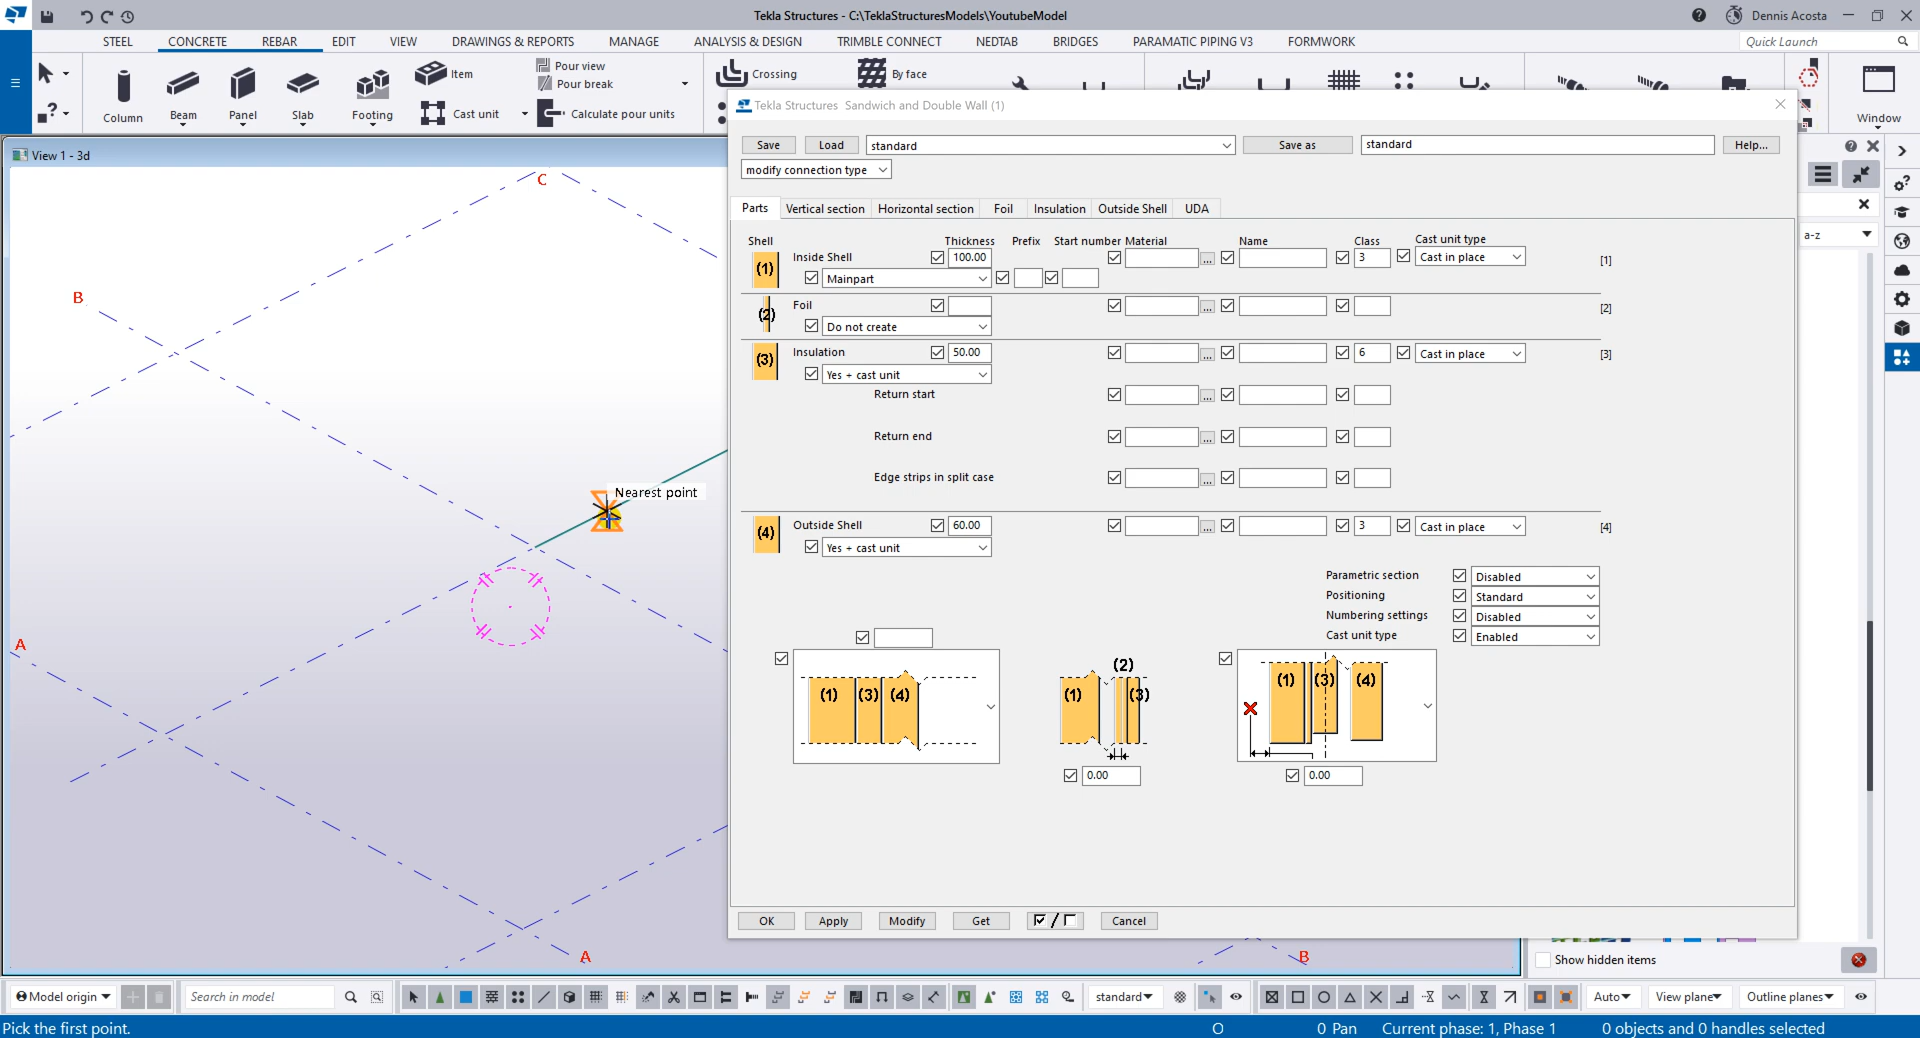 Tekla Structures - C:\TeklaStructuresModels\YoutubeModel
Dennis Acosta
STEEL CONCRETE REBAR EDIT VIEW DRAWINGS & REPORTS MANAGE ANALYSIS & DESIGN TRIMBLE CONNECT NEDTAB BRIDGES PARAMATIC PIPING V3 FORMWORK
Quick Launch
Column Beam Panel Slab Footing
Item
Cast unit
Pour view
Pour break
Calculate pour units
Crossing
By face
Window
View 1 - 3d
Tekla Structures Sandwich and Double Wall (1)
Save Load standard Save as standard Help...
modify connection type
Parts Vertical section Horizontal section Foil Insulation Outside Shell UDA
Shell Thickness Prefix Start number Material Name Class Cast unit type
(1) Inside Shell 100.00 ... 3 Cast in place [1]
Mainpart
(2) Foil ... [2]
Do not create
(3) Insulation 50.00 ... 6 Cast in place [3]
Yes + cast unit
Return start ...
Return end ...
Edge strips in split case ...
(4) Outside Shell 60.00 ... 3 Cast in place [4]
Yes + cast unit
Parametric section Disabled
Positioning Standard
Numbering settings Disabled
Cast unit type Enabled
(1) (3) (4)
(2)
(1) (3)
0.00
(1) (3) (4)
0.00
OK Apply Modify Get / Cancel
C
B
A
A
B
Nearest point
a-z
Show hidden items
Model origin
Search in model
standard
Auto
View plane
Outline planes
Pick the first point.
O
0 Pan
Current phase: 1, Phase 1
0 objects and 0 handles selected